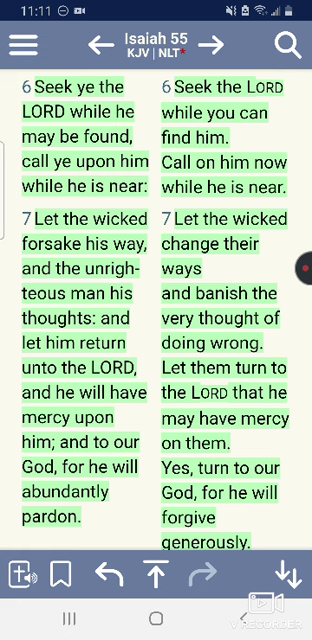 11:11
Isaiah 55
KJV | NLT*
6 Seek ye the
LORD while he
may be found,
call ye upon him
while he is near:
7 Let the wicked
forsake his way,
and the unrigh-
teous man his
thoughts: and
let him return
unto the LORD,
and he will have
mercy upon
him; and to our
God, for he will
abundantly
pardon.
6 Seek the LORD
while you can
find him.
Call on him now
while he is near.
7 Let the wicked
change their
ways
and banish the
very thought of
doing wrong.
Let them turn to
the LORD that he
may have mercy
on them.
Yes, turn to our
God, for he will
forgive
generously.
V RECORDER